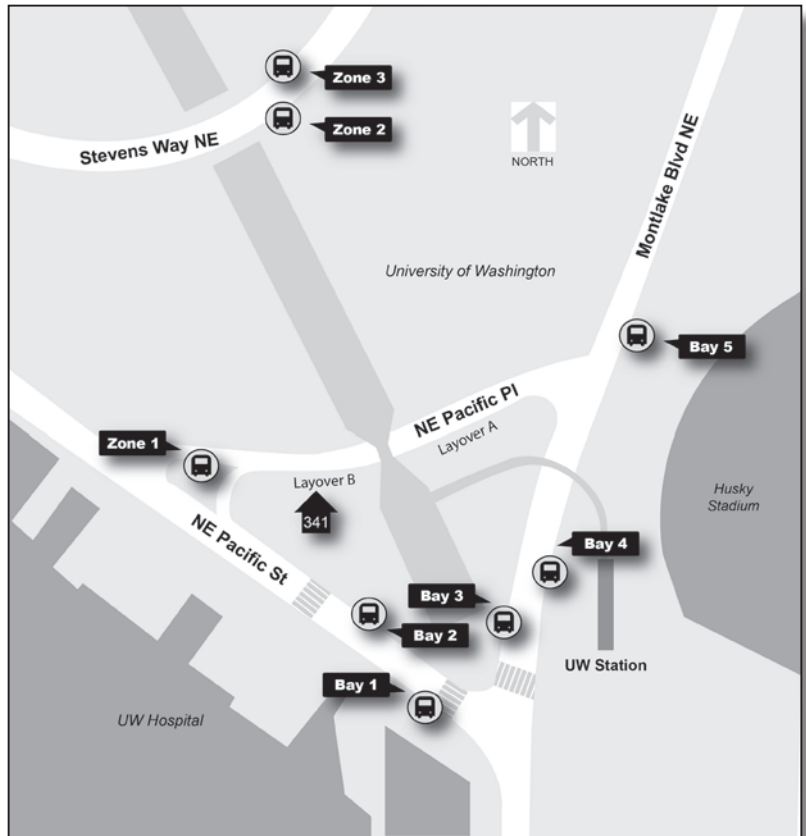 Zone 3
Zone 2
Stevens Way NE
NORTH
Montlake Blvd NE
University of Washington
Bay 5
NE Pacific Pl
Layover A
Zone 1
Layover B
341
Husky
Stadium
NE Pacific St
Bay 4
Bay 3
Bay 2
UW Station
Bay 1
UW Hospital